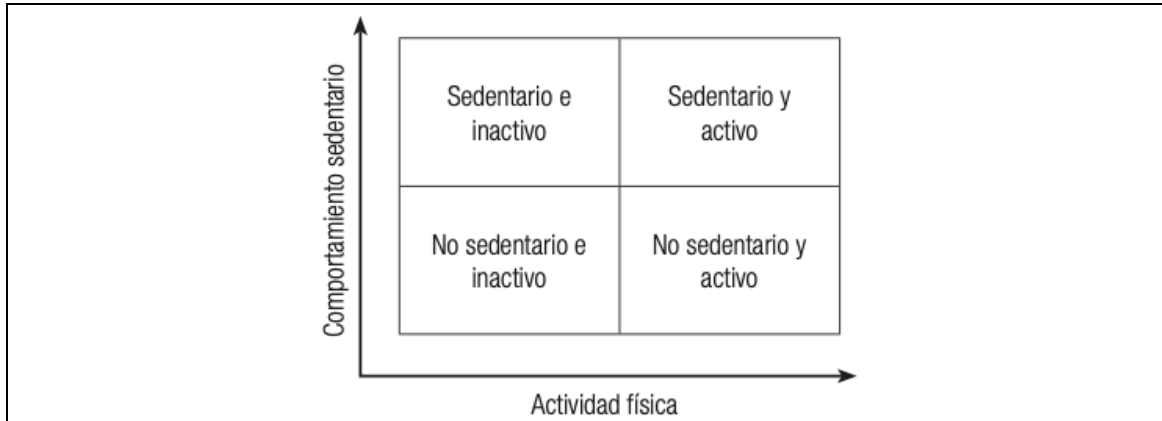 Comportamiento sedentario
Sedentario e
inactivo
Sedentario y
activo
No sedentario e
inactivo
No sedentario y
activo
Actividad física